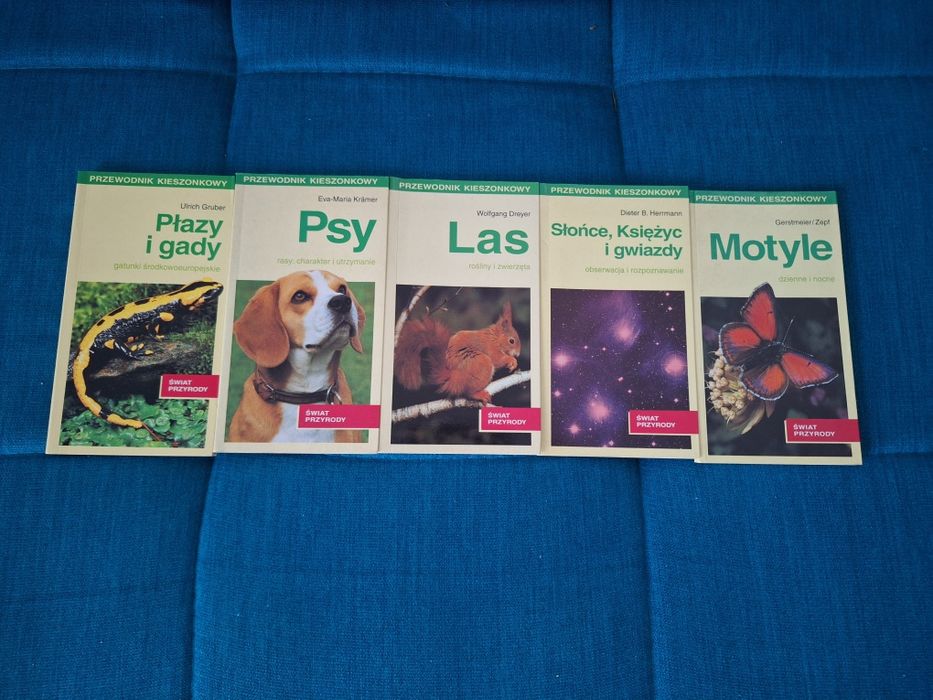 PRZEWODNIK KIESZONKOWY
Ulrich Gruber
Płazy
i gady
gatunki środkowoeuropejskie
ŚWIAT
PRZYRODY
PRZEWODNIK KIESZONKOWY
Eva-Maria Krämer
Psy
rasy: charakter i utrzymanie
ŚWIAT
PRZYRODY
PRZEWODNIK KIESZONKOWY
Wolfgang Dreyer
Las
rośliny i zwierzęta
ŚWIAT
PRZYRODY
PRZEWODNIK KIESZONKOWY
Dieter B. Herrmann
Słońce, Księżyc
i gwiazdy
obserwacja i rozpoznawanie
ŚWIAT
PRZYRODY
PRZEWODNIK KIESZONKOWY
Gerstmeier/Zepf
Motyle
dzienne i nocne
ŚWIAT
PRZYRODY